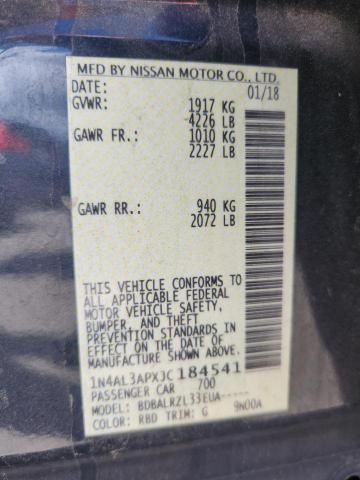 MFD BY NISSAN MOTOR CO., LTD.
DATE: 01/18
GVWR: 1917 KG
4226 LB
GAWR FR.: 1010 KG
2227 LB
GAWR RR.: 940 KG
2072 LB
THIS VEHICLE CONFORMS TO
ALL APPLICABLE FEDERAL
MOTOR VEHICLE SAFETY,
BUMPER, AND THEFT
PREVENTION STANDARDS IN
EFFECT ON THE DATE OF
MANUFACTURE SHOWN ABOVE.
1N4AL3APXJC184541
PASSENGER CAR 700
MODEL: BDBALRZL33EUA-----
COLOR: RBD TRIM: G 9N00A